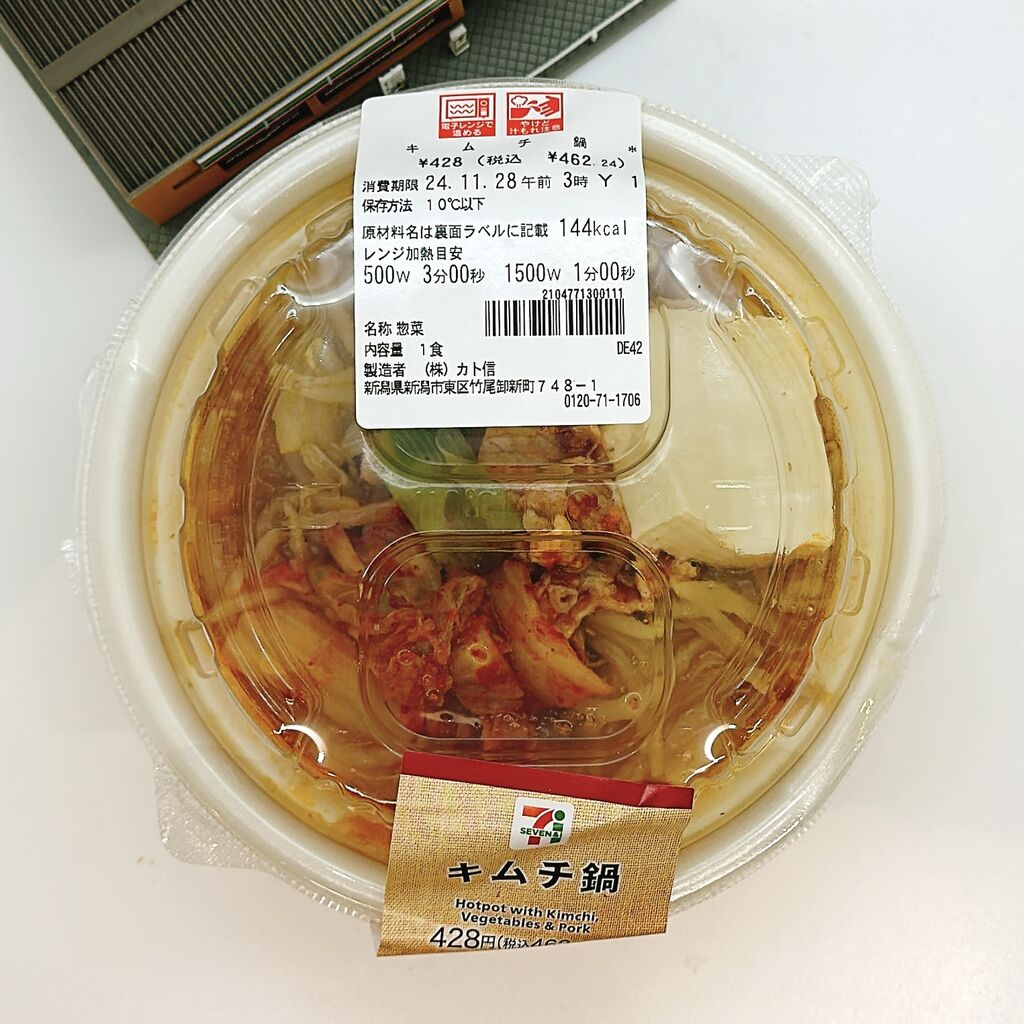 電子レンジで
温める
やけど
汁もれ注意
キムチ鍋 *
¥428 (税込 ¥462.24)
消費期限 24.11.28午前 3時 Y 1
保存方法 10℃以下
原材料名は裏面ラベルに記載 144kcal
レンジ加熱目安
500W 3分00秒 1500W 1分00秒
2104771300111
名称 惣菜
内容量 1食 DE42
製造者 (株)カト信
新潟県新潟市東区竹尾卸新町748-1
0120-71-1706
SEVEN&i
キムチ鍋
Hotpot with Kimchi,
Vegetables & Pork
428円(税込